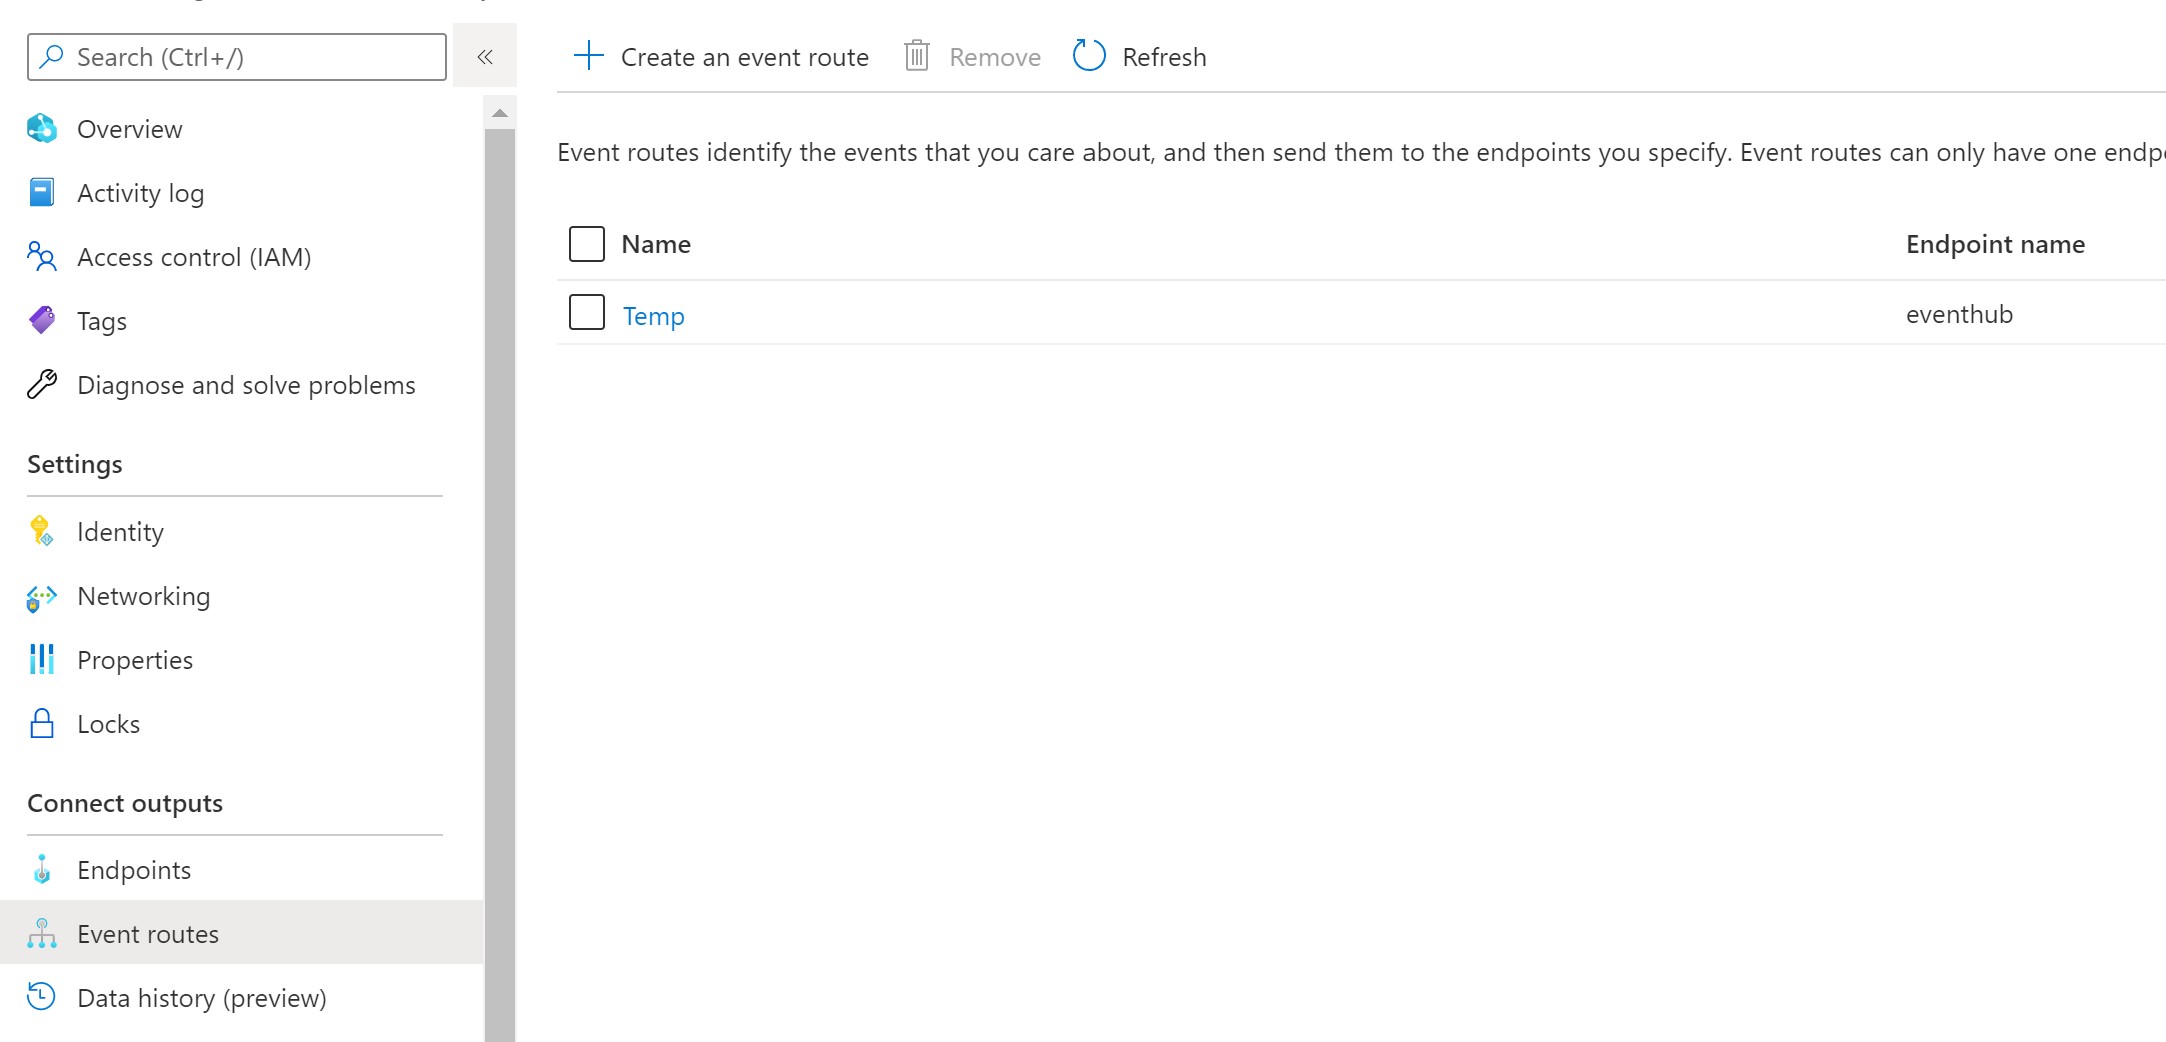 Search (Ctrl+/)
Overview
Activity log
Access control (IAM)
Tags
Diagnose and solve problems
Settings
Identity
Networking
Properties
Locks
Connect outputs
Endpoints
Event routes
Data history (preview)
Create an event route Remove Refresh
Event routes identify the events that you care about, and then send them to the endpoints you specify. Event routes can only have one
Name Endpoint name
Temp eventhub